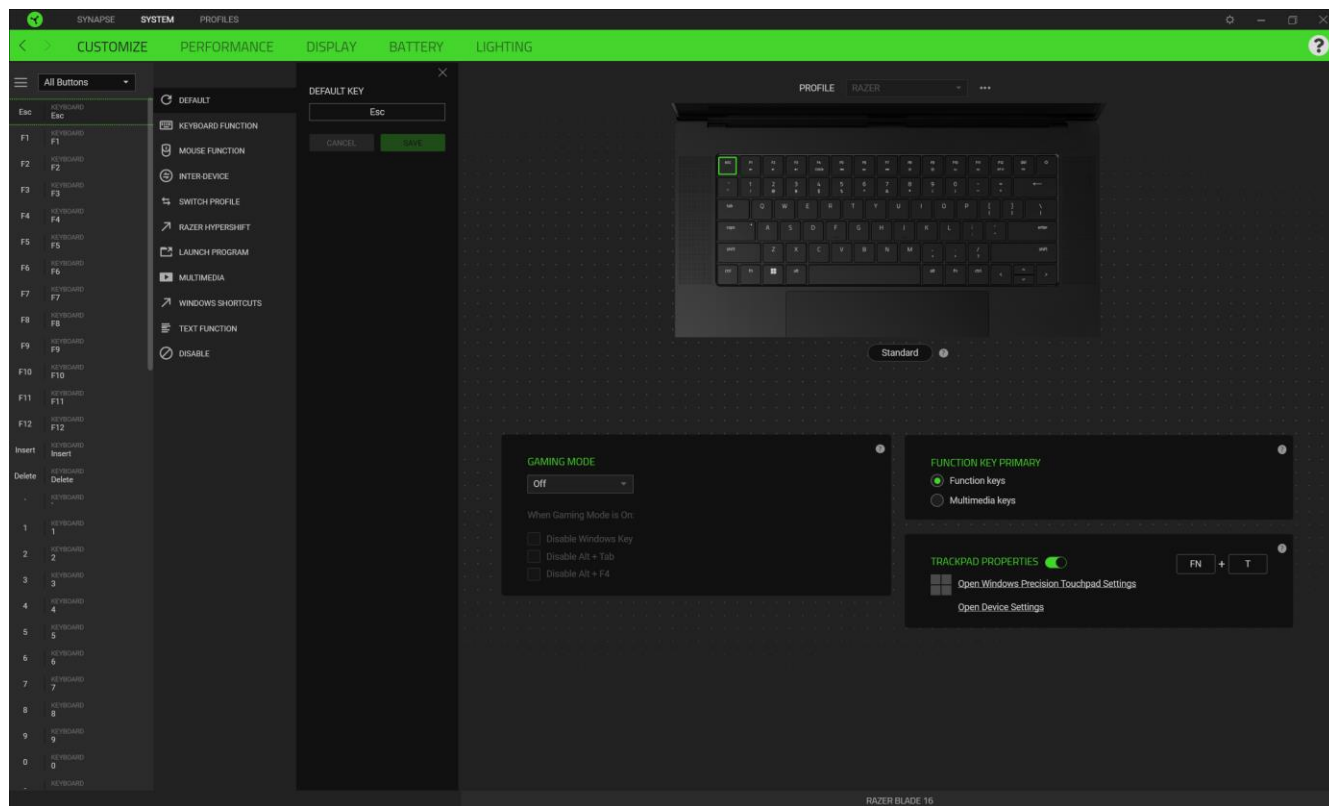 SYNAPSE SYSTEM PROFILES
CUSTOMIZE PERFORMANCE DISPLAY BATTERY LIGHTING
?
All Buttons
Esc KEYBOARD Esc
F1 KEYBOARD F1
F2 KEYBOARD F2
F3 KEYBOARD F3
F4 KEYBOARD F4
F5 KEYBOARD F5
F6 KEYBOARD F6
F7 KEYBOARD F7
F8 KEYBOARD F8
F9 KEYBOARD F9
F10 KEYBOARD F10
F11 KEYBOARD F11
F12 KEYBOARD F12
Insert KEYBOARD Insert
Delete KEYBOARD Delete
KEYBOARD
1 KEYBOARD 1
2 KEYBOARD 2
3 KEYBOARD 3
4 KEYBOARD 4
5 KEYBOARD 5
6 KEYBOARD 6
7 KEYBOARD 7
8 KEYBOARD 8
9 KEYBOARD 9
0 KEYBOARD 0
KEYBOARD
DEFAULT
KEYBOARD FUNCTION
MOUSE FUNCTION
INTER-DEVICE
SWITCH PROFILE
RAZER HYPERSHIFT
LAUNCH PROGRAM
MULTIMEDIA
WINDOWS SHORTCUTS
TEXT FUNCTION
DISABLE
DEFAULT KEY
Esc
CANCEL SAVE
PROFILE RAZER
Q W E R T Y U I O P
A S D F G H J K L
Z X C V B N M
Standard
GAMING MODE
Off
When Gaming Mode is On:
Disable Windows Key
Disable Alt + Tab
Disable Alt + F4
FUNCTION KEY PRIMARY
Function keys
Multimedia keys
TRACKPAD PROPERTIES FN + T
Open Windows Precision Touchpad Settings
Open Device Settings
RAZER BLADE 16